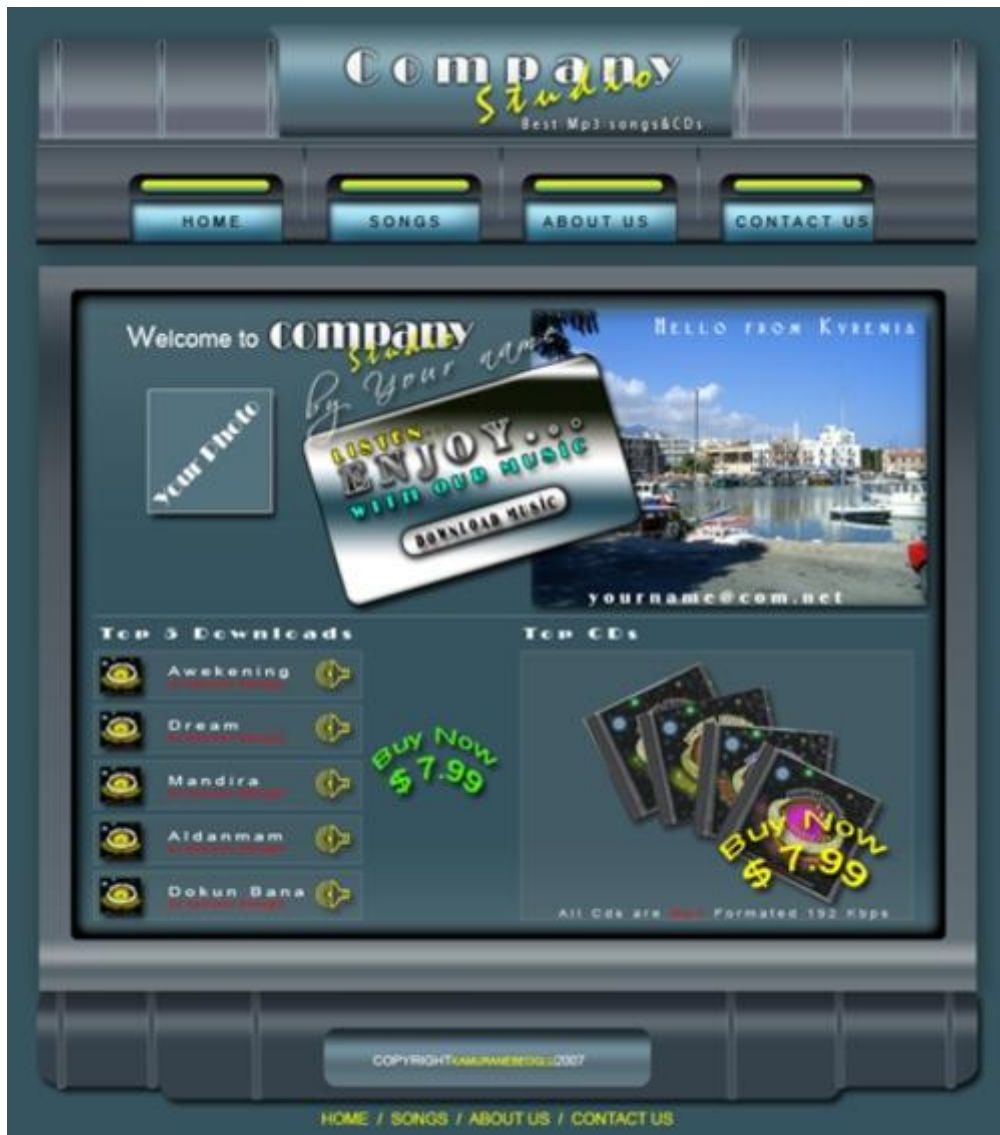 Company
Studio
Best Mp3 songs&CDs
HOME
SONGS
ABOUT US
CONTACT US
Welcome to company
Studio
by Your name
Hello from Kyrenia
Your Photo
LISTEN...
ENJOY...
WITH OUR MUSIC
DOWNLOAD MUSIC
yourname@com.net
Top 5 Downloads
Top CDs
Awekening
Dream
Mandira
Aldanmam
Dokun Bana
Buy Now
$ 7.99
Buy Now
$ 7.99
All Cds are Mp3 Formated 192 Kbps
COPYRIGHT 2007
HOME / SONGS / ABOUT US / CONTACT US